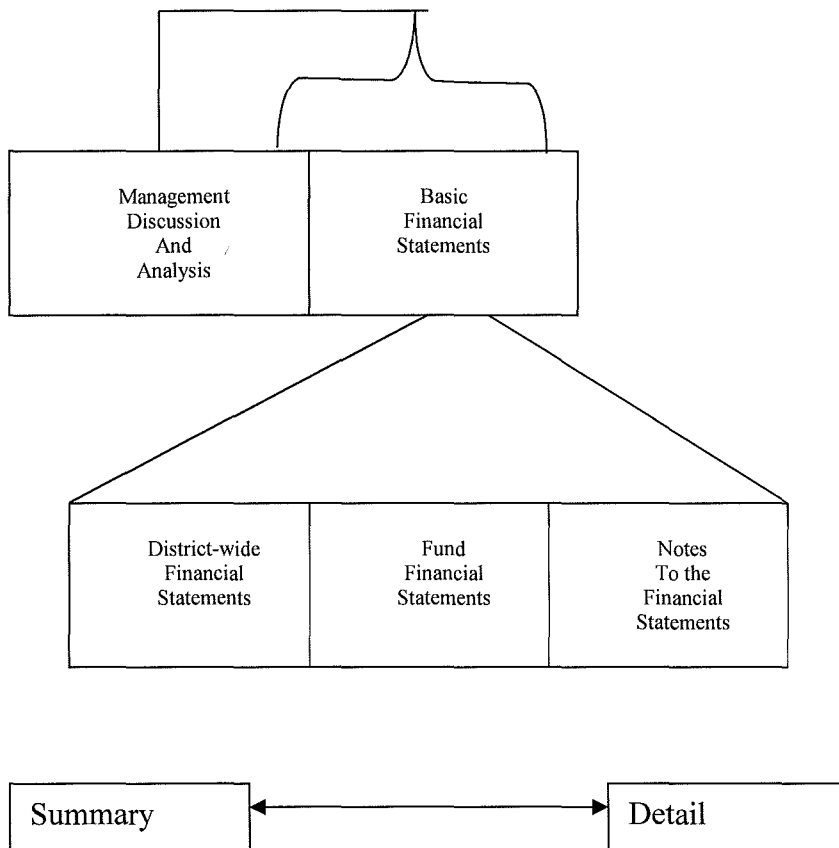 Management
Discussion
And
Analysis
Basic
Financial
Statements
District-wide
Financial
Statements
Fund
Financial
Statements
Notes
To the
Financial
Statements
Summary
Detail